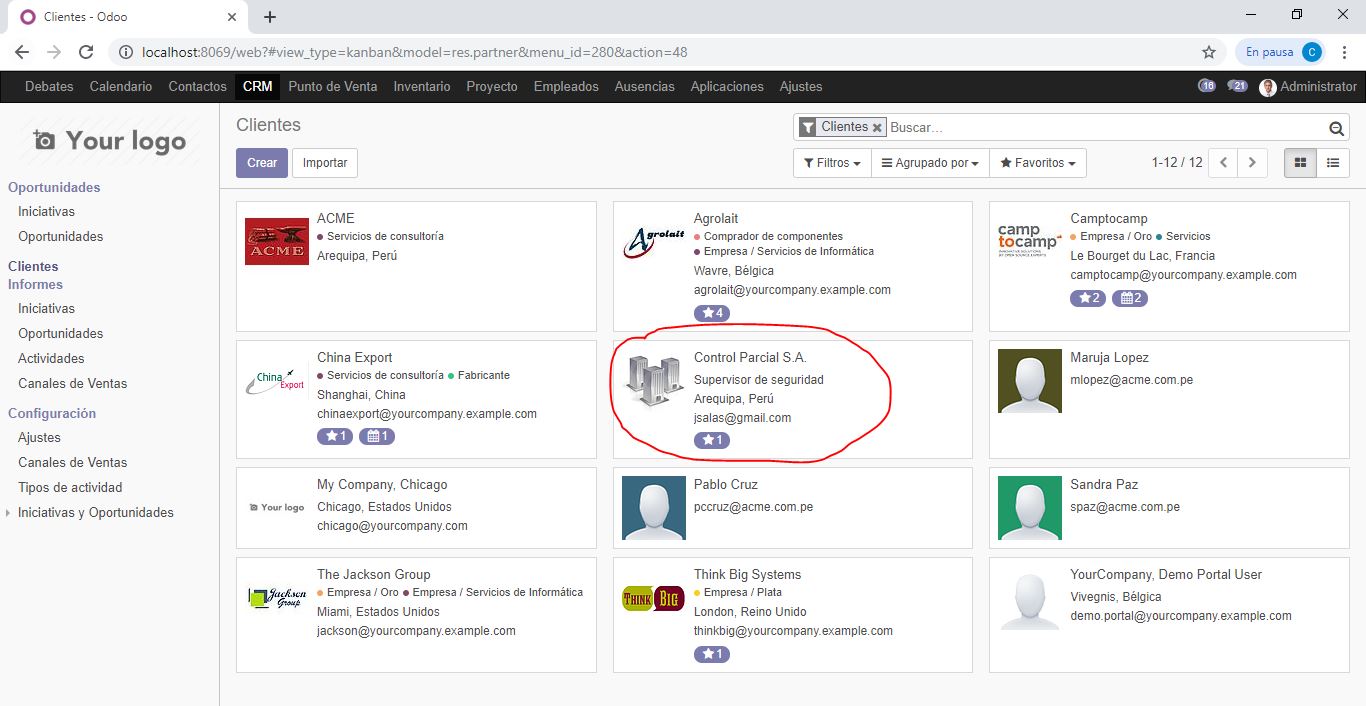 Clientes - Odoo
localhost:8069/web?#view_type=kanban&model=res.partner&menu_id=280&action=48
En pausa
C
Debates Calendario Contactos CRM Punto de Venta Inventario Proyecto Empleados Ausencias Aplicaciones Ajustes
16 21 Administrator
Your logo
Oportunidades
Iniciativas
Oportunidades
Clientes
Informes
Iniciativas
Oportunidades
Actividades
Canales de Ventas
Configuración
Ajustes
Canales de Ventas
Tipos de actividad
Iniciativas y Oportunidades
Clientes
Clientes Buscar...
Crear Importar
Filtros Agrupado por Favoritos
1-12 / 12
ACME
ACME
Servicios de consultoría
Arequipa, Perú
Agrolait
Agrolait
Comprador de componentes
Empresa / Servicios de Informática
Wavre, Bélgica
agrolait@yourcompany.example.com
4
camp
tocamp
INNOVATIVE SOLUTIONS
BY OPEN SOURCE EXPERTS
Camptocamp
Empresa / Oro Servicios
Le Bourget du Lac, Francia
camptocamp@yourcompany.example.com
2 2
China
Export
China Export
Servicios de consultoría Fabricante
Shanghai, China
chinaexport@yourcompany.example.com
1 1
Control Parcial S.A.
Supervisor de seguridad
Arequipa, Perú
jsalas@gmail.com
1
Maruja Lopez
mlopez@acme.com.pe
Your logo
My Company, Chicago
Chicago, Estados Unidos
chicago@yourcompany.com
Pablo Cruz
pccruz@acme.com.pe
Sandra Paz
spaz@acme.com.pe
Jackson
Group
The Jackson Group
Empresa / Oro Empresa / Servicios de Informática
Miami, Estados Unidos
jackson@yourcompany.example.com
THINK BIG
Think Big Systems
Empresa / Plata
London, Reino Unido
thinkbig@yourcompany.example.com
1
YourCompany, Demo Portal User
Vivegnis, Bélgica
demo.portal@yourcompany.example.com